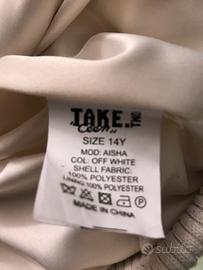 TAKE. TWO
Teen
SIZE 14Y
MOD: AISHA
COL: OFF WHITE
SHELL FABRIC:
100% POLYESTER
LINING:100% POLYESTER
MADE IN CHINA
subito